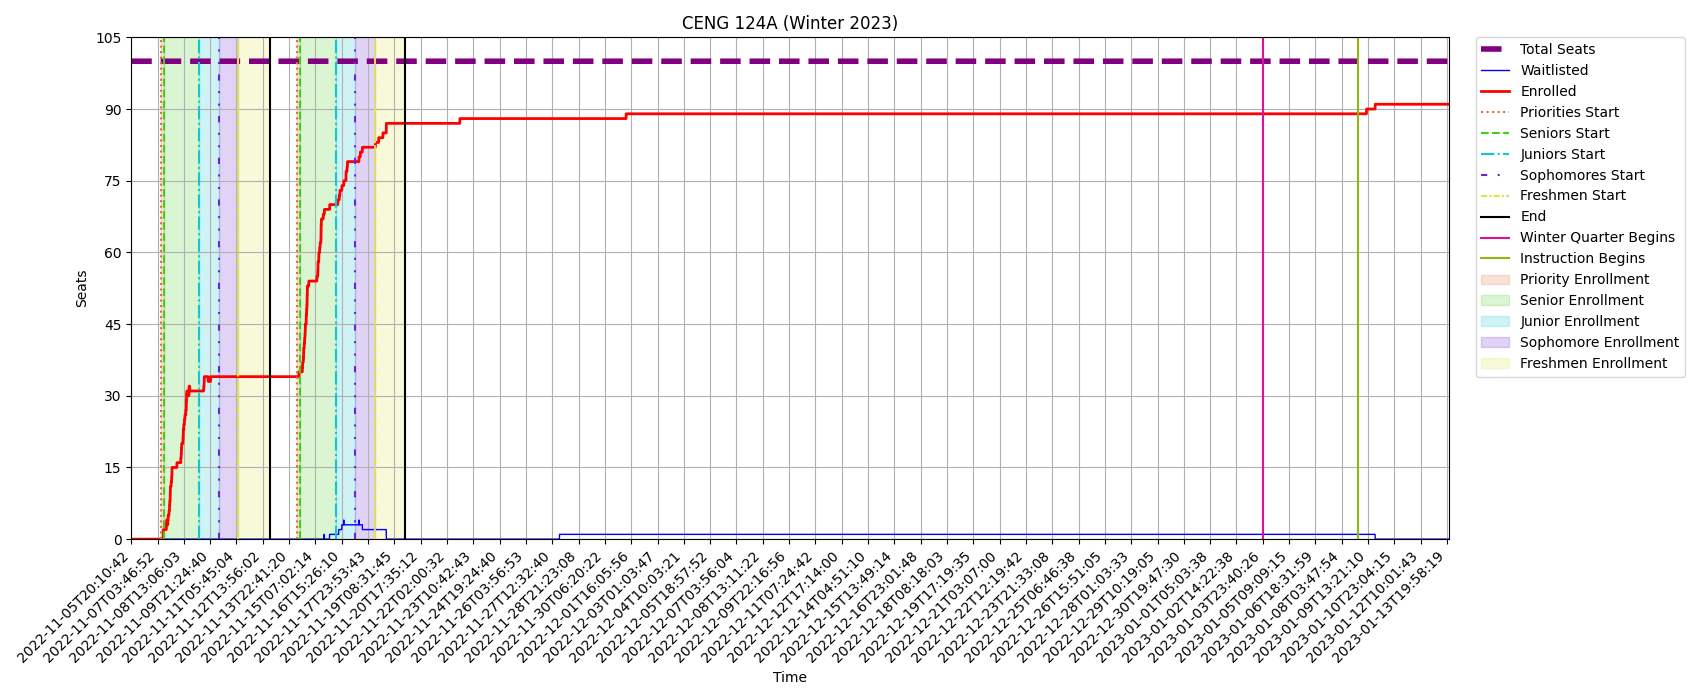 CENG 124A (Winter 2023)
105
90
75
60
45
30
15
0
Seats
2022-11-05T20:10:42
2022-11-07T03:46:52
2022-11-08T13:06:03
2022-11-09T21:24:40
2022-11-11T05:45:04
2022-11-12T13:56:02
2022-11-13T22:41:20
2022-11-15T07:02:14
2022-11-16T15:26:10
2022-11-17T23:53:43
2022-11-19T08:31:45
2022-11-20T17:35:12
2022-11-22T02:00:32
2022-11-23T10:42:43
2022-11-24T19:24:40
2022-11-26T03:56:53
2022-11-27T12:32:40
2022-11-28T21:23:08
2022-11-30T06:20:22
2022-12-01T16:05:56
2022-12-03T01:03:47
2022-12-04T10:03:21
2022-12-05T18:57:52
2022-12-07T03:56:04
2022-12-08T13:11:22
2022-12-09T22:16:56
2022-12-11T07:24:42
2022-12-12T17:14:00
2022-12-14T04:51:10
2022-12-15T13:49:14
2022-12-16T23:01:48
2022-12-18T08:18:03
2022-12-19T17:19:35
2022-12-21T03:07:00
2022-12-22T12:19:42
2022-12-23T21:33:08
2022-12-25T06:46:38
2022-12-26T15:51:05
2022-12-28T01:03:33
2022-12-29T10:19:05
2022-12-30T19:47:30
2023-01-01T05:03:38
2023-01-02T14:22:38
2023-01-03T23:40:26
2023-01-05T09:09:15
2023-01-06T18:31:59
2023-01-08T03:47:54
2023-01-09T13:21:10
2023-01-10T23:04:15
2023-01-12T10:01:43
2023-01-13T19:58:19
Time
Total Seats
Waitlisted
Enrolled
Priorities Start
Seniors Start
Juniors Start
Sophomores Start
Freshmen Start
End
Winter Quarter Begins
Instruction Begins
Priority Enrollment
Senior Enrollment
Junior Enrollment
Sophomore Enrollment
Freshmen Enrollment